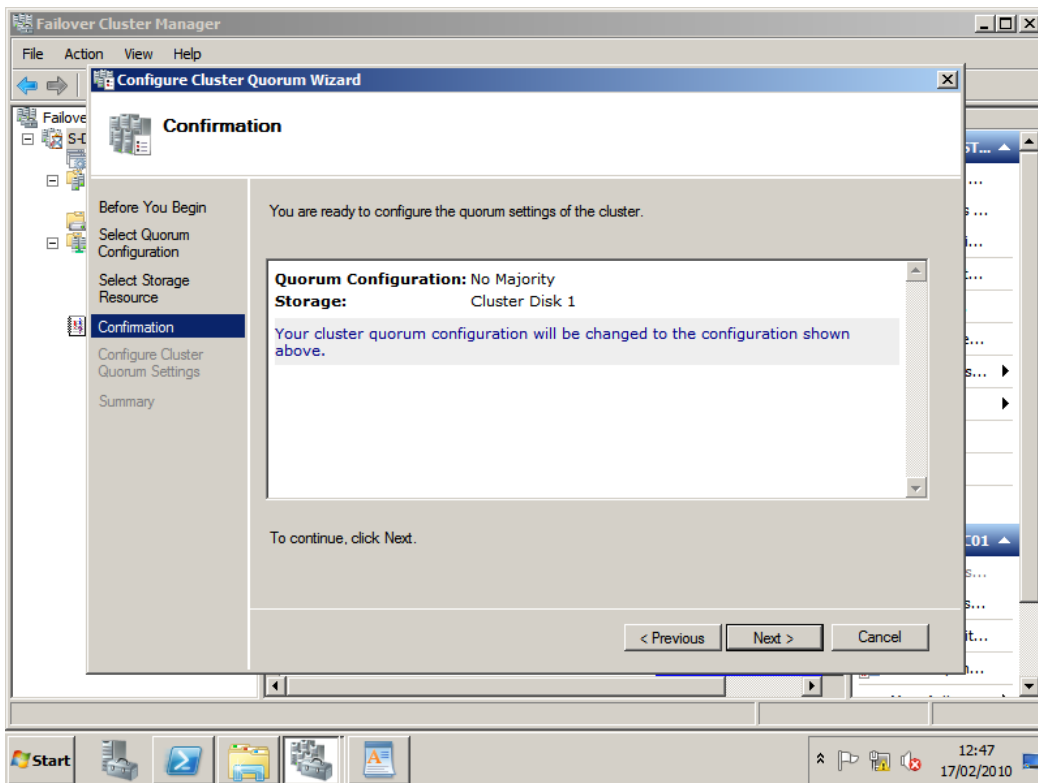 Failover Cluster Manager
File Action View Help
Configure Cluster Quorum Wizard
Confirmation
Failove
S-D
ST...
Before You Begin
Select Quorum
Configuration
Select Storage
Resource
Confirmation
Configure Cluster
Quorum Settings
Summary
You are ready to configure the quorum settings of the cluster.
Quorum Configuration: No Majority
Storage: Cluster Disk 1
Your cluster quorum configuration will be changed to the configuration shown
above.
To continue, click Next.
< Previous
Next >
Cancel
C01
Start
12:47
17/02/2010